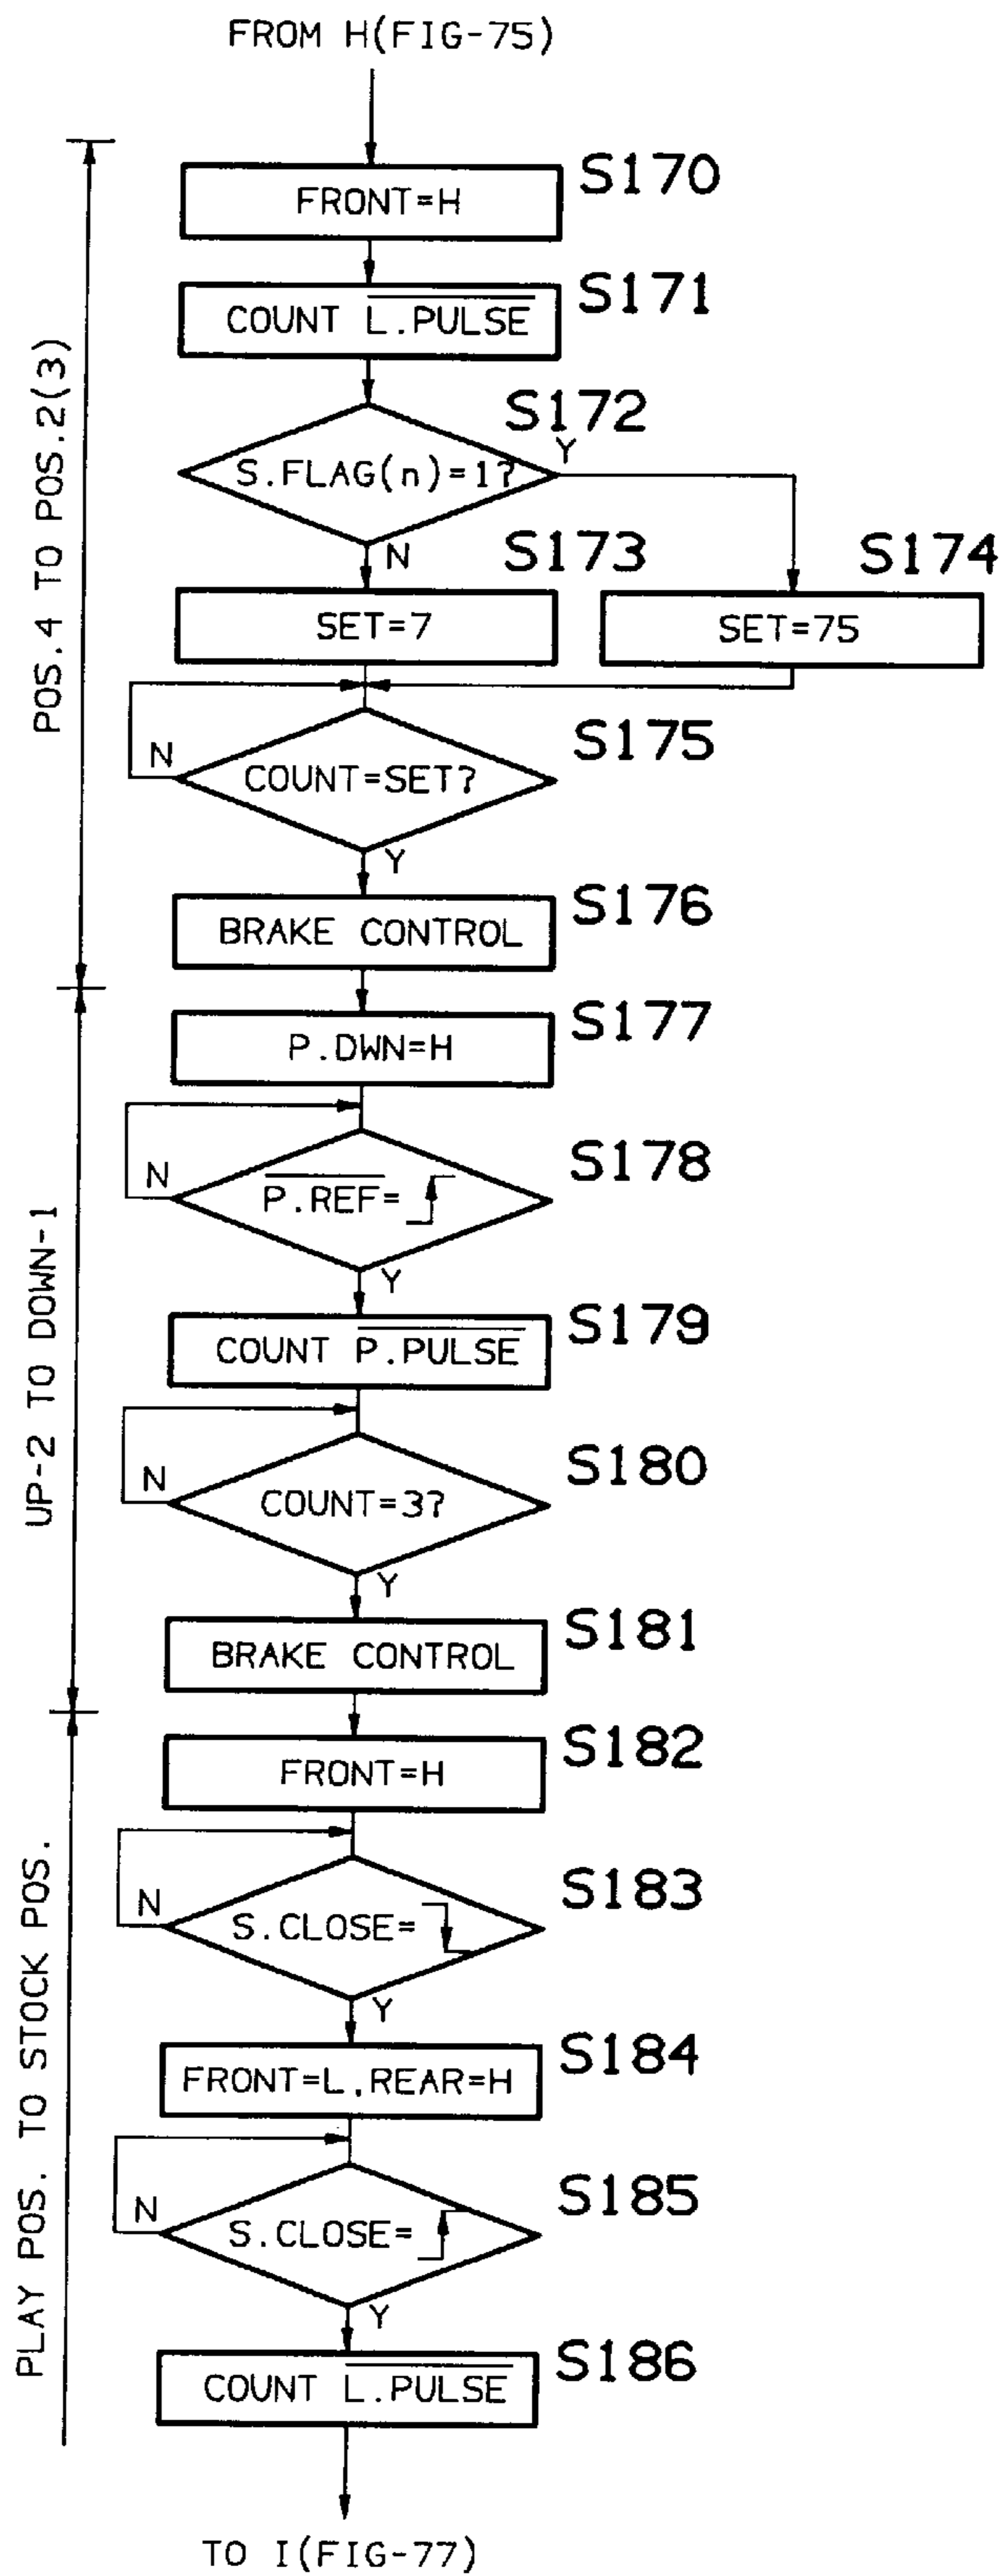 FROM H(FIG-75)
POS.4 TO POS.2(3)
FRONT=H
S170
COUNT L.PULSE
S171
S.FLAG(n)=1?
S172
Y
N
SET=7
S173
SET=75
S174
COUNT=SET?
S175
N
Y
BRAKE CONTROL
S176
UP-2 TO DOWN-1
P.DWN=H
S177
P.REF=
S178
N
Y
COUNT P.PULSE
S179
COUNT=3?
S180
N
Y
BRAKE CONTROL
S181
PLAY POS. TO STOCK POS.
FRONT=H
S182
S.CLOSE=
S183
N
Y
FRONT=L,REAR=H
S184
S.CLOSE=
S185
N
Y
COUNT L.PULSE
S186
TO I(FIG-77)